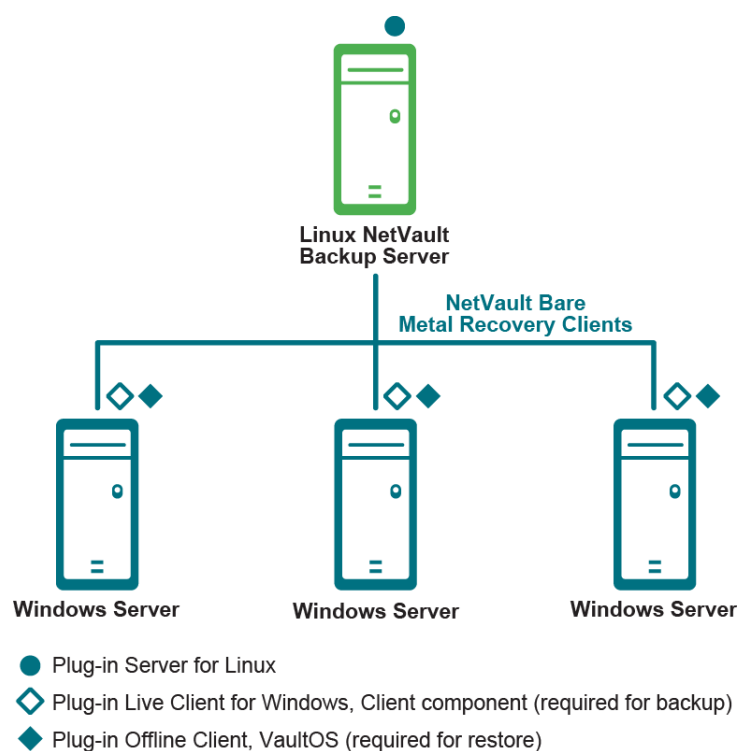 Linux NetVault
Backup Server
NetVault Bare
Metal Recovery Clients
Windows Server
Windows Server
Windows Server
Plug-in Server for Linux
Plug-in Live Client for Windows, Client component (required for backup)
Plug-in Offline Client, VaultOS (required for restore)